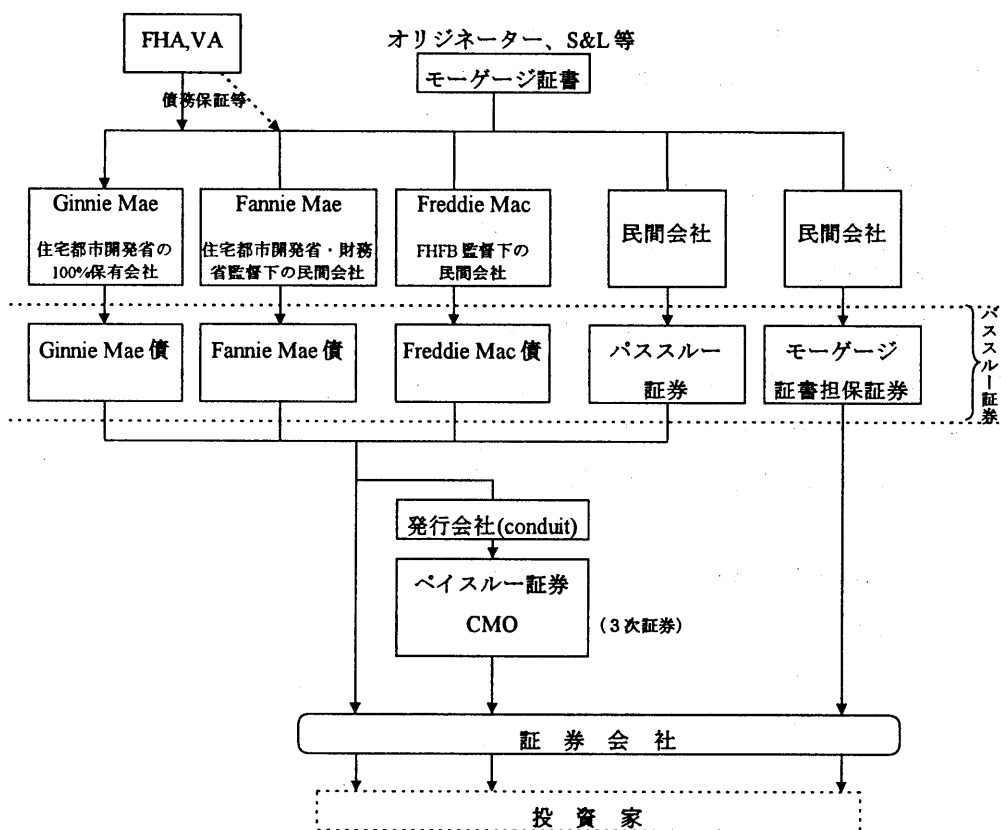 FHA,VA
オリジネーター、S&L等
モーゲージ証書
債務保証等
Ginnie Mae
住宅都市開発省の
100%保有会社
Fannie Mae
住宅都市開発省・財務
省監督下の民間会社
Freddie Mac
FHFB監督下の
民間会社
民間会社
民間会社
Ginnie Mae債
Fannie Mae債
Freddie Mac債
パススルー
証券
モーゲージ
証書担保証券
パススルー証券
発行会社(conduit)
ペイスルー証券
CMO
(3次証券)
証券会社
投資家